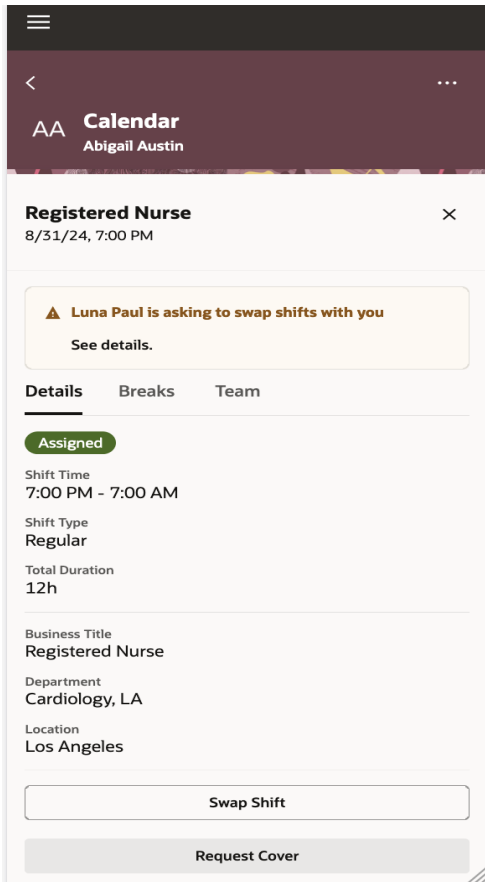 Calendar
AA
Abigail Austin
Registered Nurse
8/31/24, 7:00 PM
Luna Paul is asking to swap shifts with you
See details.
Details Breaks Team
Assigned
Shift Time
7:00 PM - 7:00 AM
Shift Type
Regular
Total Duration
12h
Business Title
Registered Nurse
Department
Cardiology, LA
Location
Los Angeles
Swap Shift
Request Cover